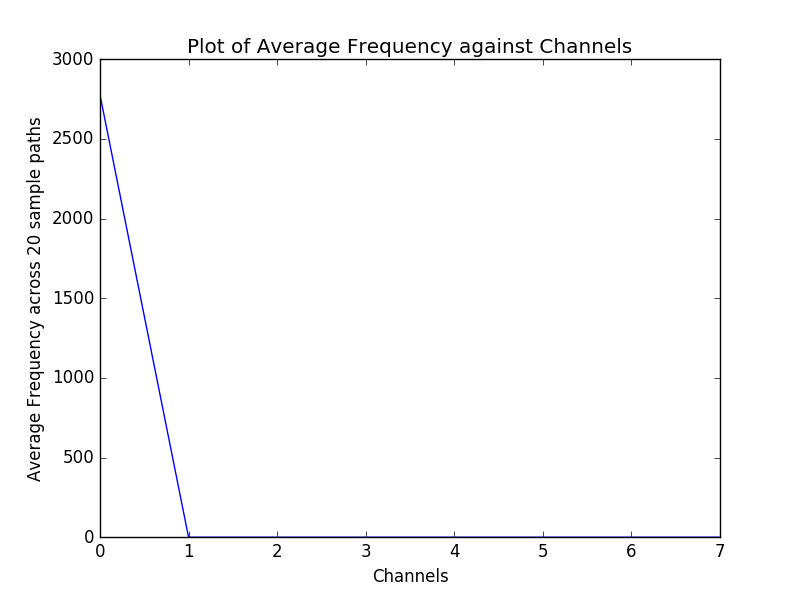 Plot of Average Frequency against Channels
3000
2500
2000
1500
1000
500
0
Average Frequency across 20 sample paths
0 1 2 3 4 5 6 7
Channels